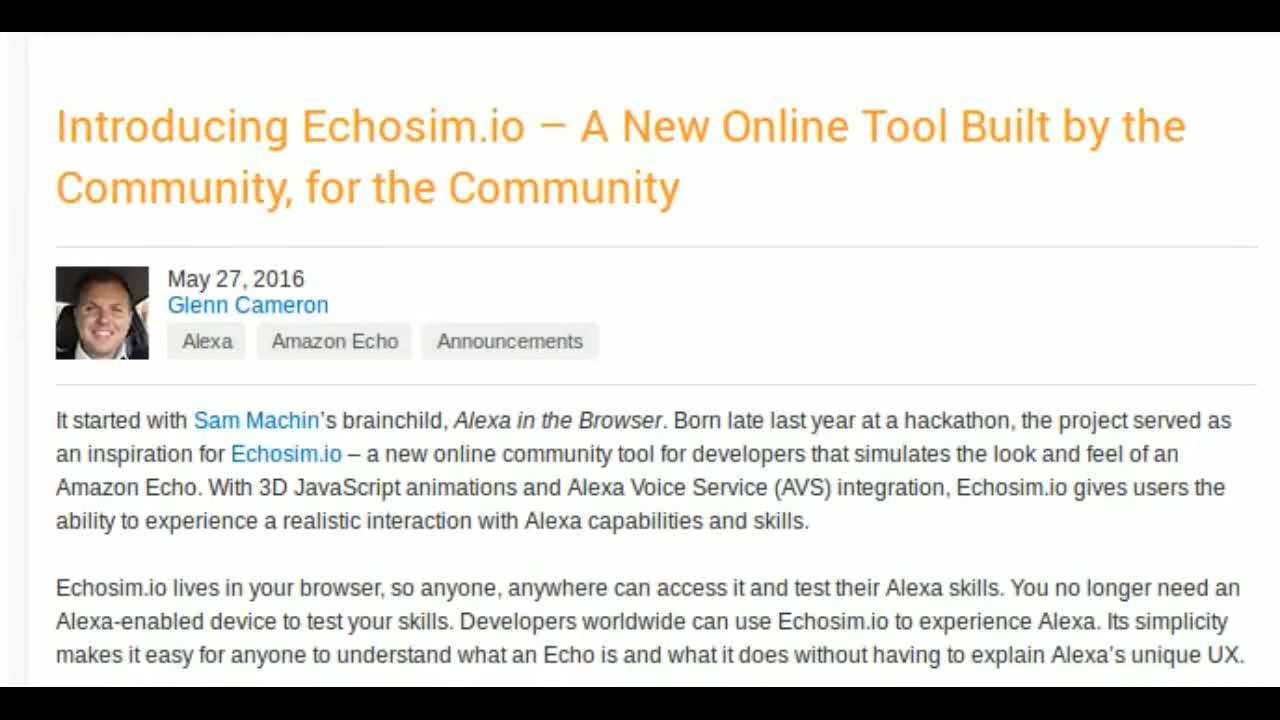 Introducing Echosim.io – A New Online Tool Built by the
Community, for the Community
May 27, 2016
Glenn Cameron
Alexa Amazon Echo Announcements
It started with Sam Machin’s brainchild, Alexa in the Browser. Born late last year at a hackathon, the project served as
an inspiration for Echosim.io – a new online community tool for developers that simulates the look and feel of an
Amazon Echo. With 3D JavaScript animations and Alexa Voice Service (AVS) integration, Echosim.io gives users the
ability to experience a realistic interaction with Alexa capabilities and skills.
Echosim.io lives in your browser, so anyone, anywhere can access it and test their Alexa skills. You no longer need an
Alexa-enabled device to test your skills. Developers worldwide can use Echosim.io to experience Alexa. Its simplicity
makes it easy for anyone to understand what an Echo is and what it does without having to explain Alexa’s unique UX.